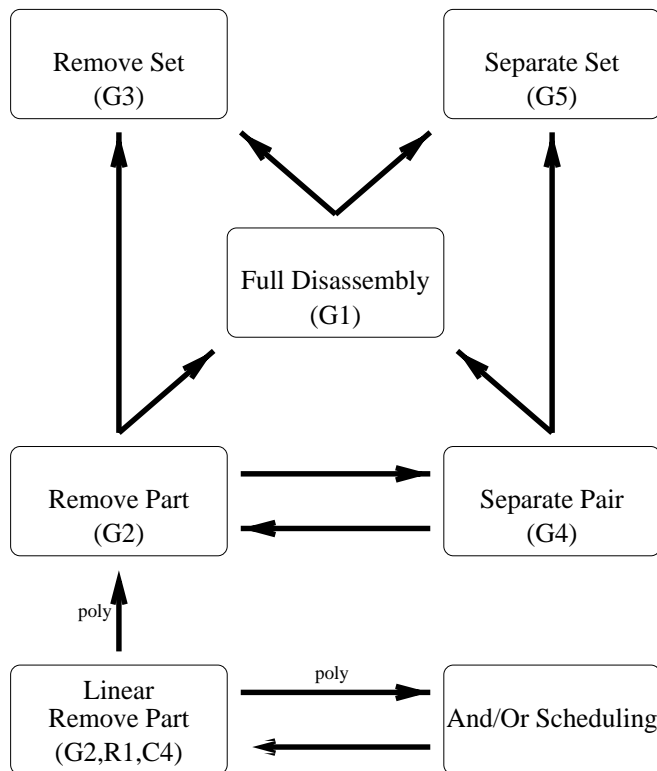 Remove Set
(G3)
Separate Set
(G5)
Full Disassembly
(G1)
Remove Part
(G2)
Separate Pair
(G4)
poly
Linear
Remove Part
(G2,R1,C4)
poly
And/Or Scheduling